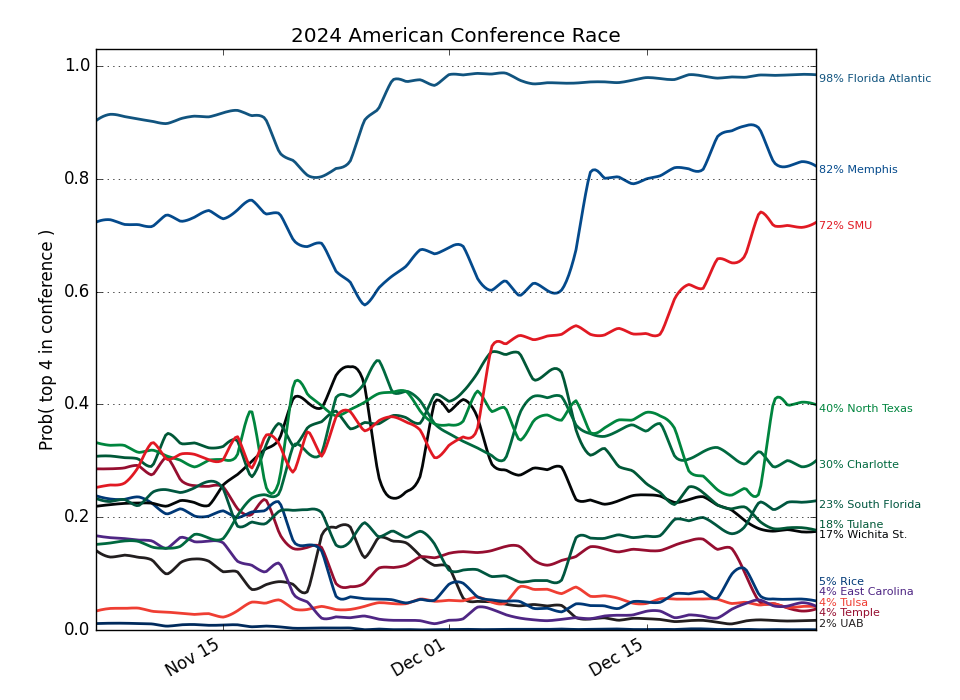 2024 American Conference Race
Prob( top 4 in conference )
1.0
0.8
0.6
0.4
0.2
0.0
Nov 15
Dec 01
Dec 15
98% Florida Atlantic
82% Memphis
72% SMU
40% North Texas
30% Charlotte
23% South Florida
18% Tulane
17% Wichita St.
5% Rice
4% East Carolina
4% Tulsa
4% Temple
2% UAB